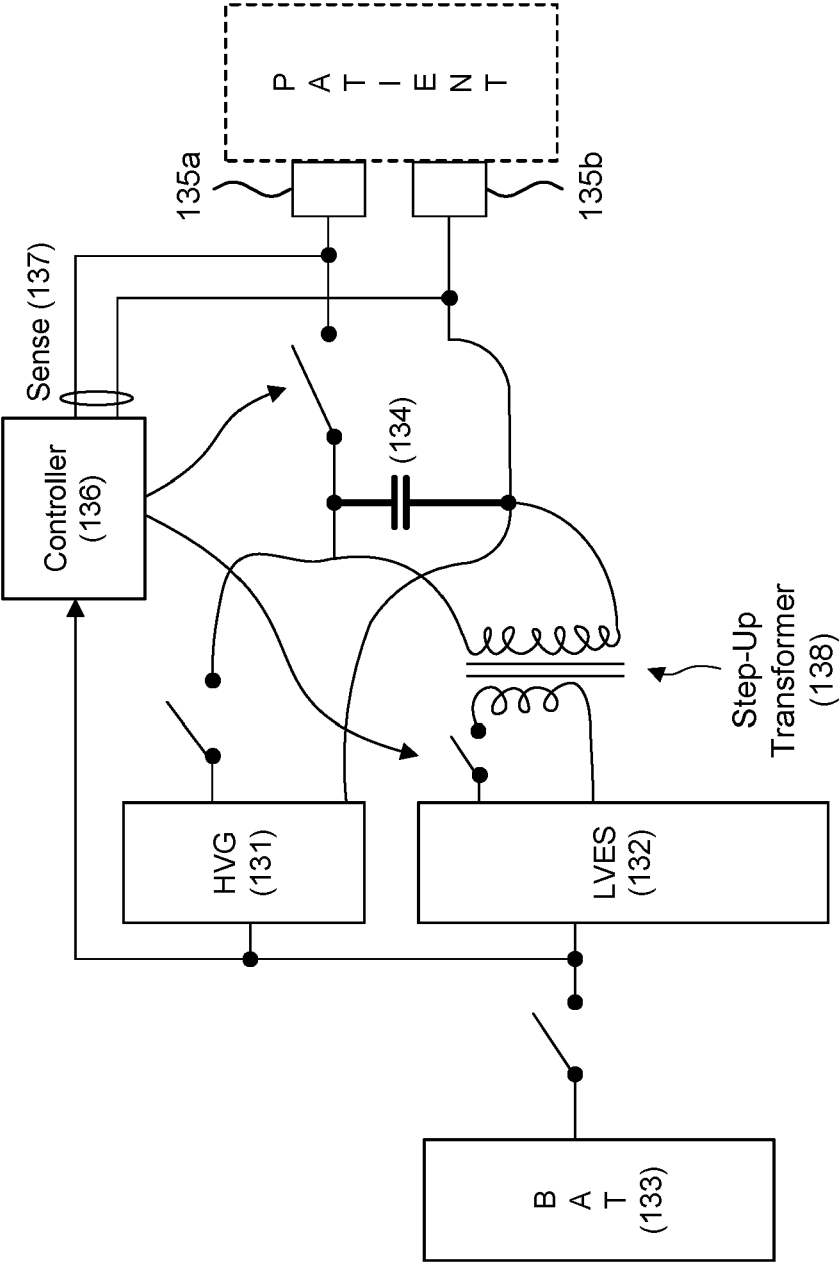 Controller
(136)
Sense (137)
135a
PATIENT
135b
(134)
HVG
(131)
LVES
(132)
Step-Up
Transformer
(138)
BAT
(133)